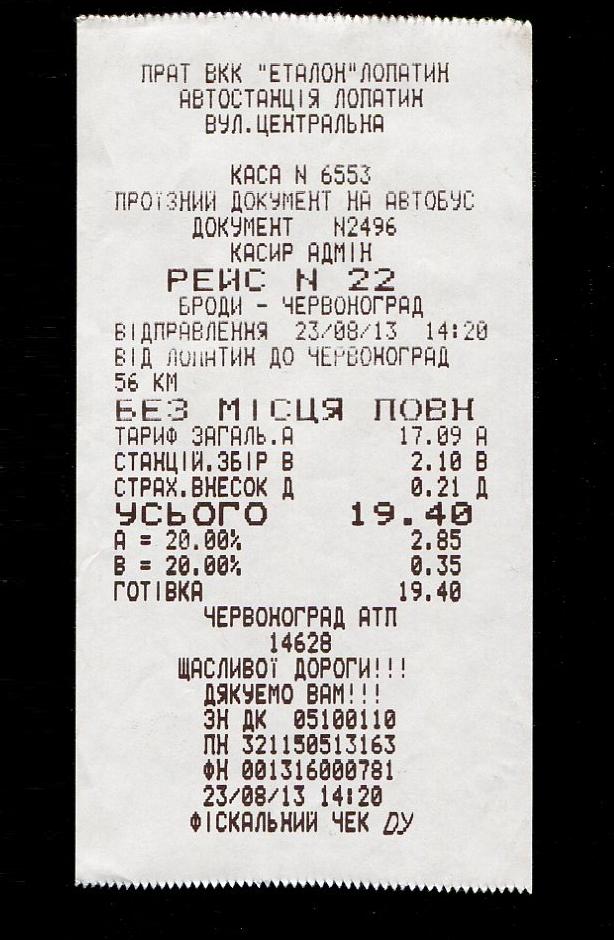 ПРАТ ВКК "ЕТАЛОН"ЛОПАТИН
АВТОСТАНЦІЯ ЛОПАТИН
ВУЛ.ЦЕНТРАЛЬНА
КАСА N 6553
ПРОЇЗНИЙ ДОКУМЕНТ НА АВТОБУС
ДОКУМЕНТ N2496
КАСИР АДМІН
РЕЙС N 22
БРОДИ - ЧЕРВОНОГРАД
ВІДПРАВЛЕННЯ 23/08/13 14:20
ВІД ЛОПАТИН ДО ЧЕРВОНОГРАД
56 КМ
БЕЗ МІСЦЯ ПОВН
ТАРИФ ЗАГАЛЬ.А 17.09 А
СТАНЦІЙ.ЗБІР В 2.10 В
СТРАХ.ВНЕСОК Д 0.21 Д
УСЬОГО 19.40
А = 20.00% 2.85
В = 20.00% 0.35
ГОТІВКА 19.40
ЧЕРВОНОГРАД АТП
14628
ЩАСЛИВОЇ ДОРОГИ!!!
ДЯКУЕМО ВАМ!!!
ЗН ДК 05100110
ПН 321150513163
ФН 001316000781
23/08/13 14:20
ФІСКАЛЬНИЙ ЧЕК DУ